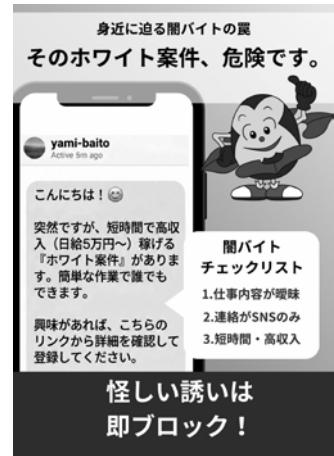 身近に迫る闇バイトの罠
そのホワイト案件、危険です。
yami-baito
Active 5m ago
こんにちは！😊
突然ですが、短時間で高収
入（日給5万円〜）稼げる
『ホワイト案件』がありま
す。簡単な作業で誰でも
できます。
興味があれば、こちらの
リンクから詳細を確認して
登録してください。
闇バイト
チェックリスト
1.仕事内容が曖昧
2.連絡がSNSのみ
3.短時間・高収入
怪しい誘いは
即ブロック！